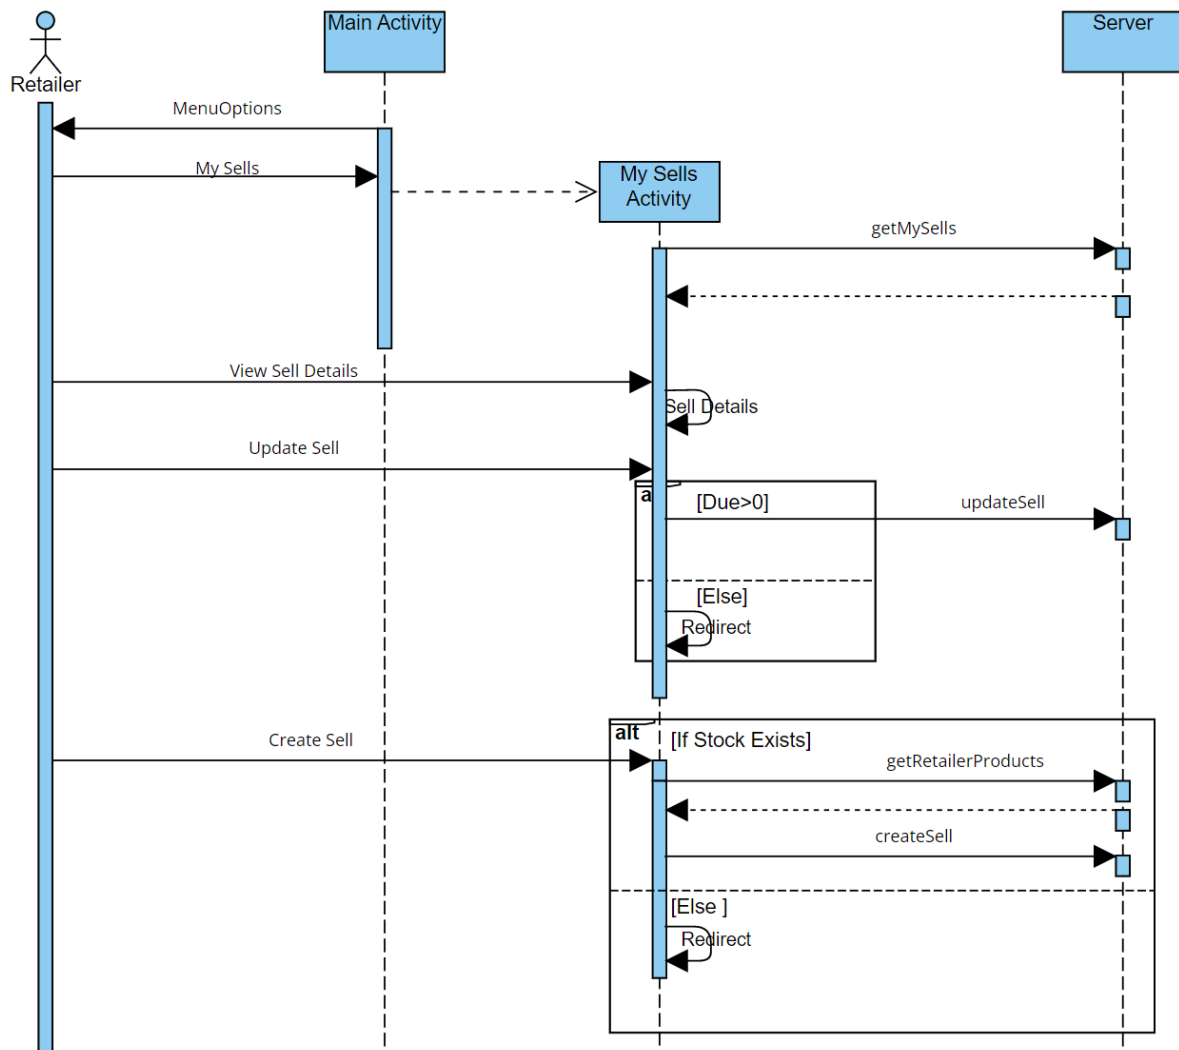 Main Activity
Server
Retailer
MenuOptions
My Sells
My Sells
Activity
getMySells
View Sell Details
Sell Details
Update Sell
a
[Due>0]
updateSell
[Else]
Redirect
alt
[If Stock Exists]
Create Sell
getRetailerProducts
createSell
[Else ]
Redirect